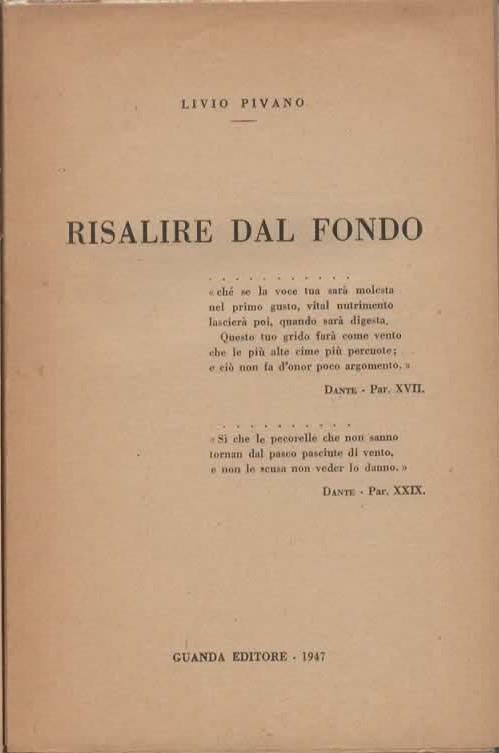 LIVIO PIVANO
RISALIRE DAL FONDO
. . . . . . . . . . .
«ché se la voce tua sarà molesta
nel primo gusto, vital nutrimento
lascierà poi, quando sarà digesta.
Questo tuo grido farà come vento
che le più alte cime più percuote;
e ciò non fa d'onor poco argomento.»
DANTE - Par. XVII.
. . . . . . . . . .
«Sì che le pecorelle che non sanno
tornan dal pasco pasciute di vento,
e non le scusa non veder lo danno.»
DANTE - Par. XXIX.
GUANDA EDITORE - 1947